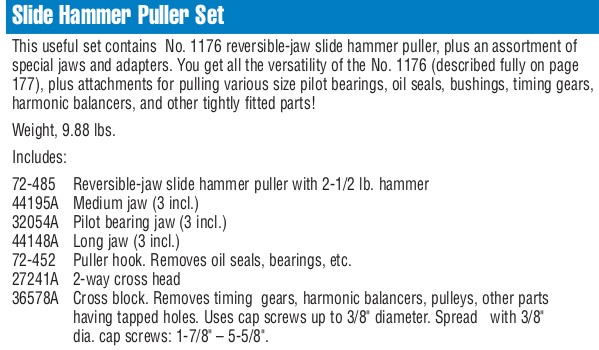 Slide Hammer Puller Set
This useful set contains No. 1176 reversible-jaw slide hammer puller, plus an assortment of
special jaws and adapters. You get all the versatility of the No. 1176 (described fully on page
177), plus attachments for pulling various size pilot bearings, oil seals, bushings, timing gears,
harmonic balancers, and other tightly fitted parts!
Weight, 9.88 lbs.
Includes:
72-485 Reversible-jaw slide hammer puller with 2-1/2 lb. hammer
44195A Medium jaw (3 incl.)
32054A Pilot bearing jaw (3 incl.)
44148A Long jaw (3 incl.)
72-452 Puller hook. Removes oil seals, bearings, etc.
27241A 2-way cross head
36578A Cross block. Removes timing gears, harmonic balancers, pulleys, other parts
having tapped holes. Uses cap screws up to 3/8" diameter. Spread with 3/8"
dia. cap screws: 1-7/8" – 5-5/8".